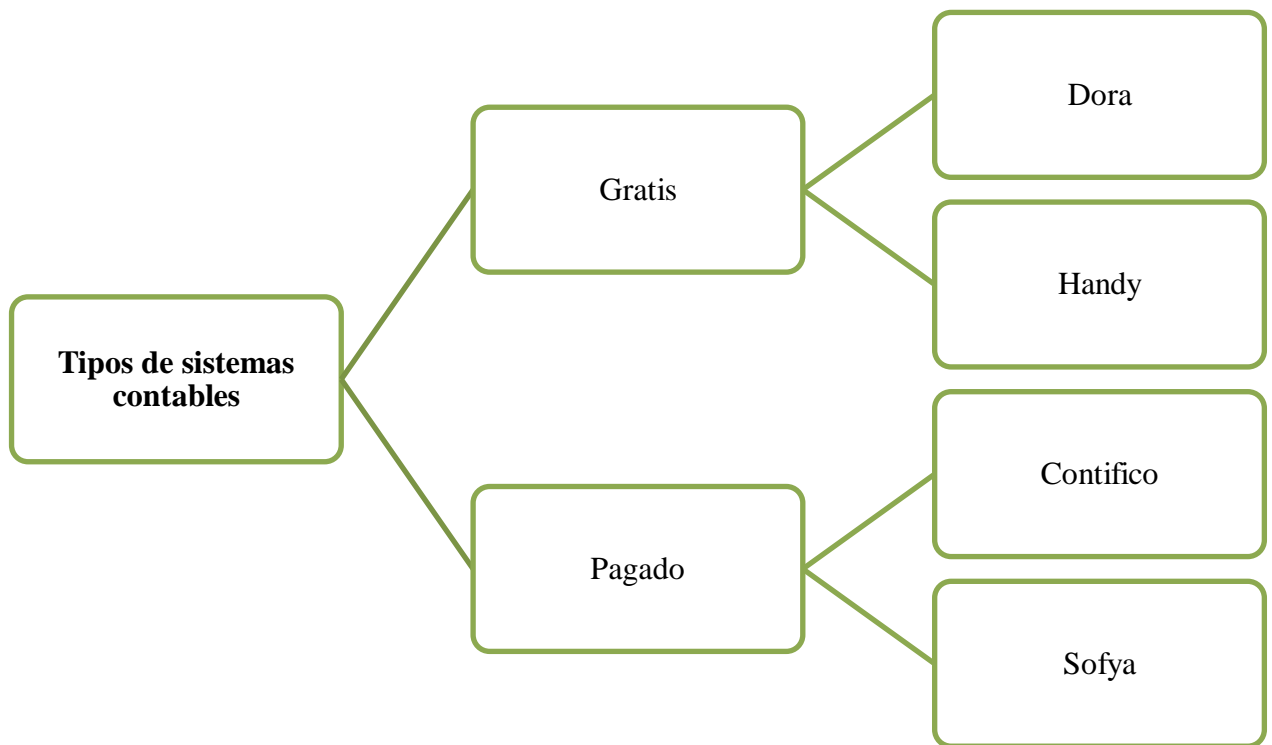 Tipos de sistemas
contables
Gratis
Dora
Handy
Pagado
Contifico
Sofya